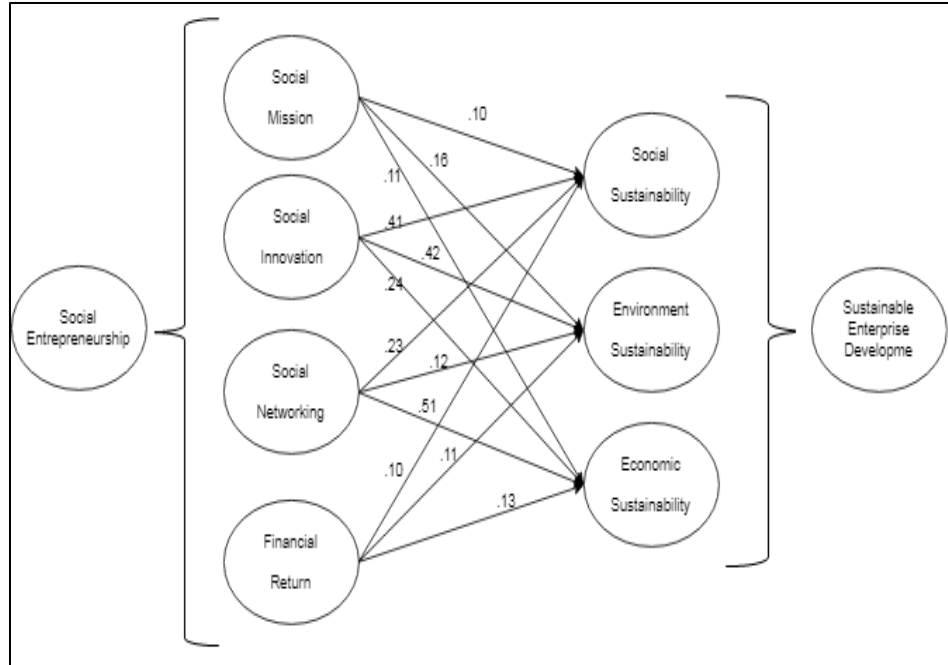 Social
Mission
.10
.16
.11
Social
Sustainability
Social
Innovation
.41
.42
.24
Social
Entrepreneurship
Environment
Sustainability
Sustainable
Enterprise
Developme
Social
Networking
.23
.12
.51
.10
.11
.13
Economic
Sustainability
Financial
Return